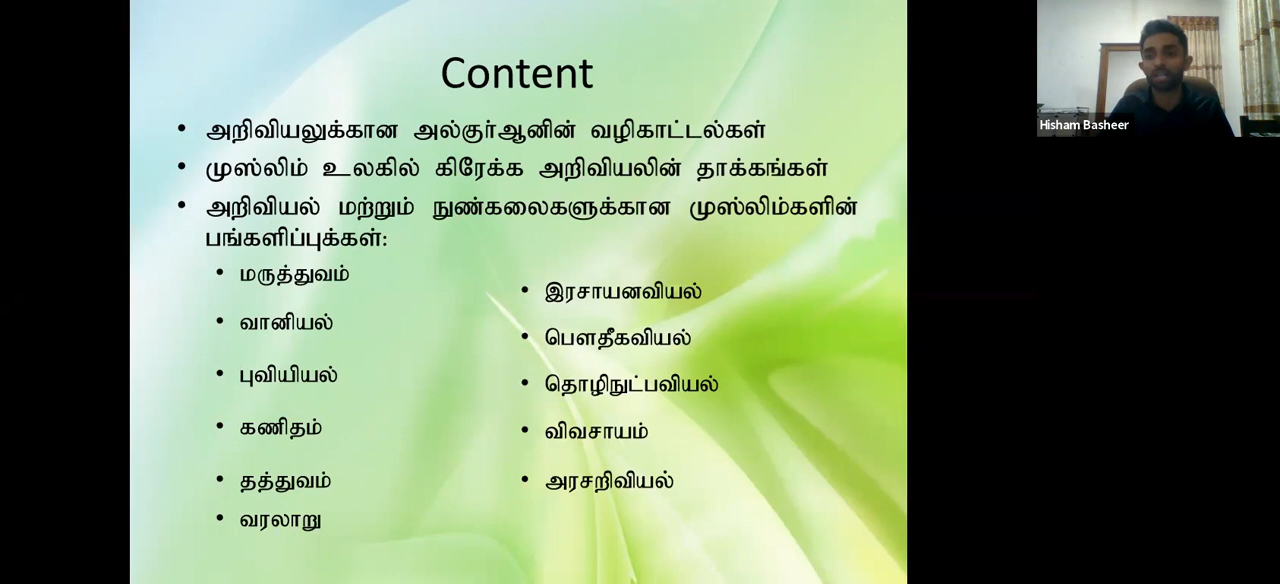 Content
• அறிவியலுக்கான அல்குர்ஆனின் வழிகாட்டல்கள்
• முஸ்லிம் உலகில் கிரேக்க அறிவியலின் தாக்கங்கள்
• அறிவியல் மற்றும் நுண்கலைகளுக்கான முஸ்லிம்களின்
பங்களிப்புக்கள்:
• மருத்துவம்
• வானியல்
• புவியியல்
• கணிதம்
• தத்துவம்
• வரலாறு
• இரசாயனவியல்
• பௌதீகவியல்
• தொழிநுட்பவியல்
• விவசாயம்
• அரசறிவியல்
Hisham Basheer